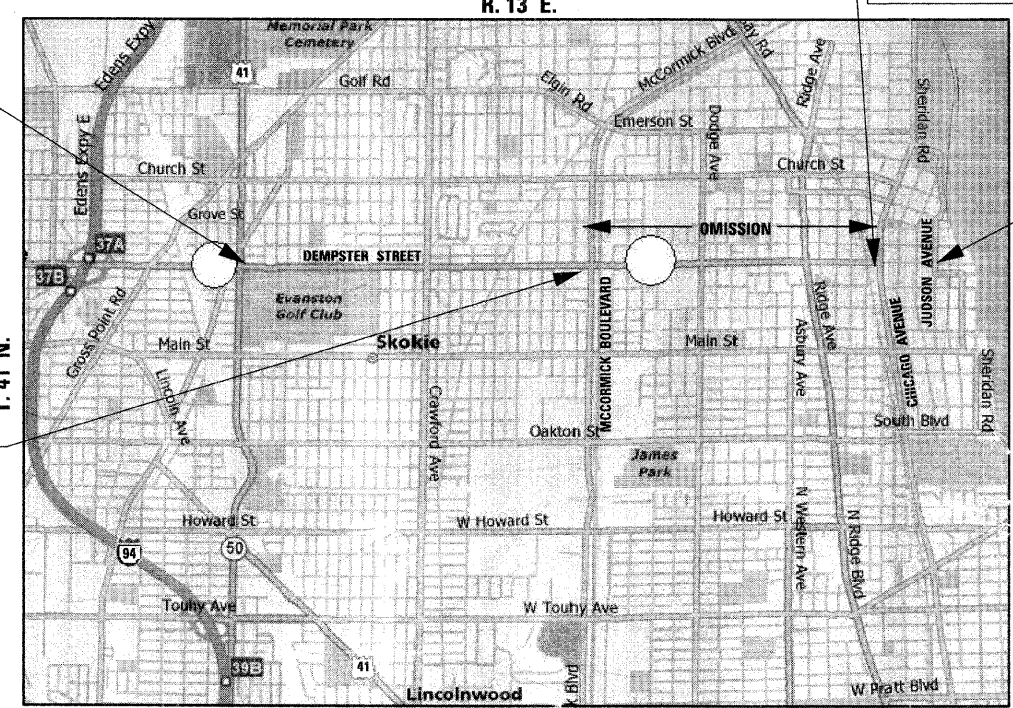 R. 13 E.
Memorial Park
Cemetery
Edens Expy
41
Golf Rd
Elgin Rd
McCormick Blvd
Ridge Ave
Edens Expy E
Emerson St
Dodge Ave
Sheridan Rd
Church St
Church St
Grove St
OMISSION
JUDSON AVENUE
37A
DEMPSTER STREET
37B
Evanston
Golf Club
MCCORMICK BOULEVARD
Ridge Ave
CHICAGO AVENUE
Gross Point Rd
T. 41 N.
Main St
Skokie
Main St
Asbury Ave
Sheridan Rd
Lincoln Ave
Crawford Ave
Oakton St
South Blvd
James
Park
Howard St
W Howard St
Howard St
N Western Ave
N Ridge Blvd
94
50
Touhy Ave
W Touhy Ave
39B
41
Lincolnwood
W Pratt Blvd